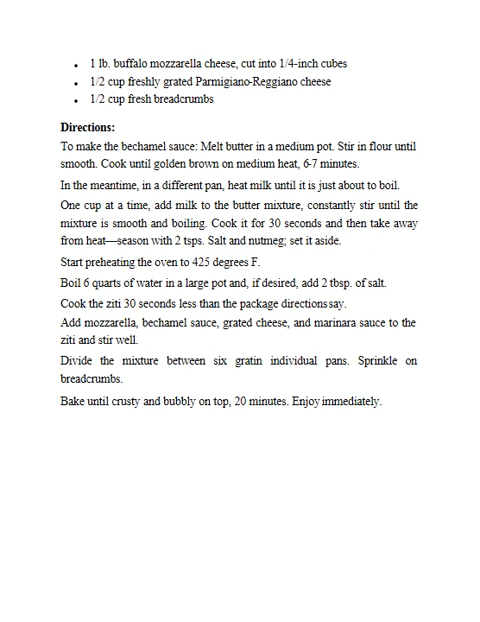 • 1 lb. buffalo mozzarella cheese, cut into 1/4-inch cubes
• 1/2 cup freshly grated Parmigiano-Reggiano cheese
• 1/2 cup fresh breadcrumbs
Directions:
To make the bechamel sauce: Melt butter in a medium pot. Stir in flour until
smooth. Cook until golden brown on medium heat, 6-7 minutes.
In the meantime, in a different pan, heat milk until it is just about to boil.
One cup at a time, add milk to the butter mixture, constantly stir until the
mixture is smooth and boiling. Cook it for 30 seconds and then take away
from heat—season with 2 tsps. Salt and nutmeg; set it aside.
Start preheating the oven to 425 degrees F.
Boil 6 quarts of water in a large pot and, if desired, add 2 tbsp. of salt.
Cook the ziti 30 seconds less than the package directions say.
Add mozzarella, bechamel sauce, grated cheese, and marinara sauce to the
ziti and stir well.
Divide the mixture between six gratin individual pans. Sprinkle on
breadcrumbs.
Bake until crusty and bubbly on top, 20 minutes. Enjoy immediately.